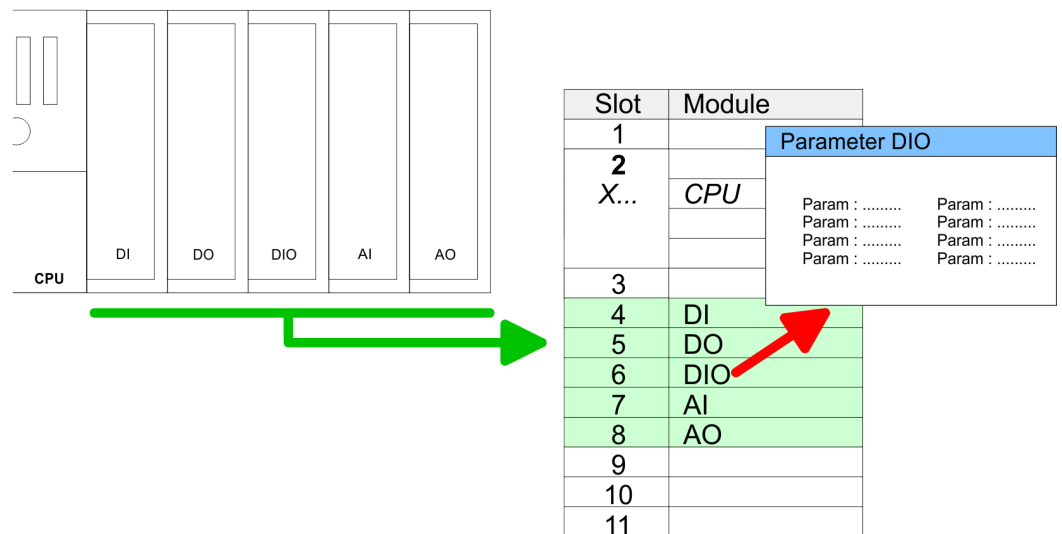 DI DO DIO AI AO
CPU
Slot Module
1
2
X... CPU
3
4 DI
5 DO
6 DIO
7 AI
8 AO
9
10
11
Parameter DIO
Param : ......... Param : .........
Param : ......... Param : .........
Param : ......... Param : .........
Param : ......... Param : .........